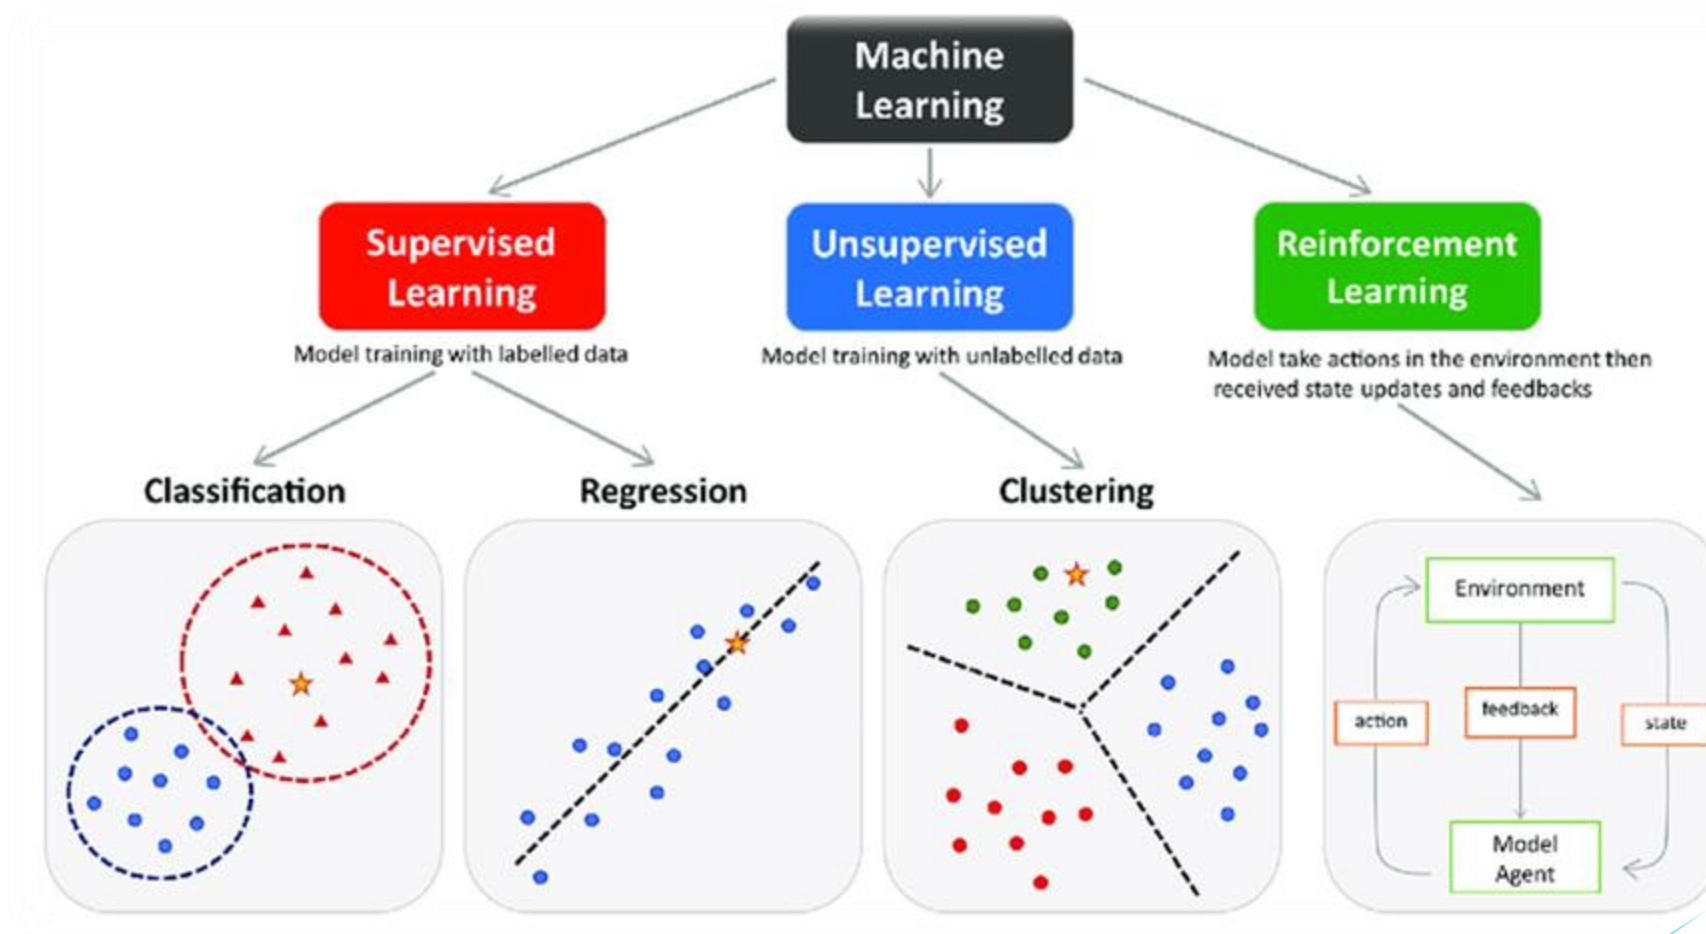 Machine
Learning
Supervised
Learning
Unsupervised
Learning
Reinforcement
Learning
Model training with labelled data
Model training with unlabelled data
Model take actions in the environment then
received state updates and feedbacks
Classification
Regression
Clustering
Environment
action
feedback
state
Model
Agent